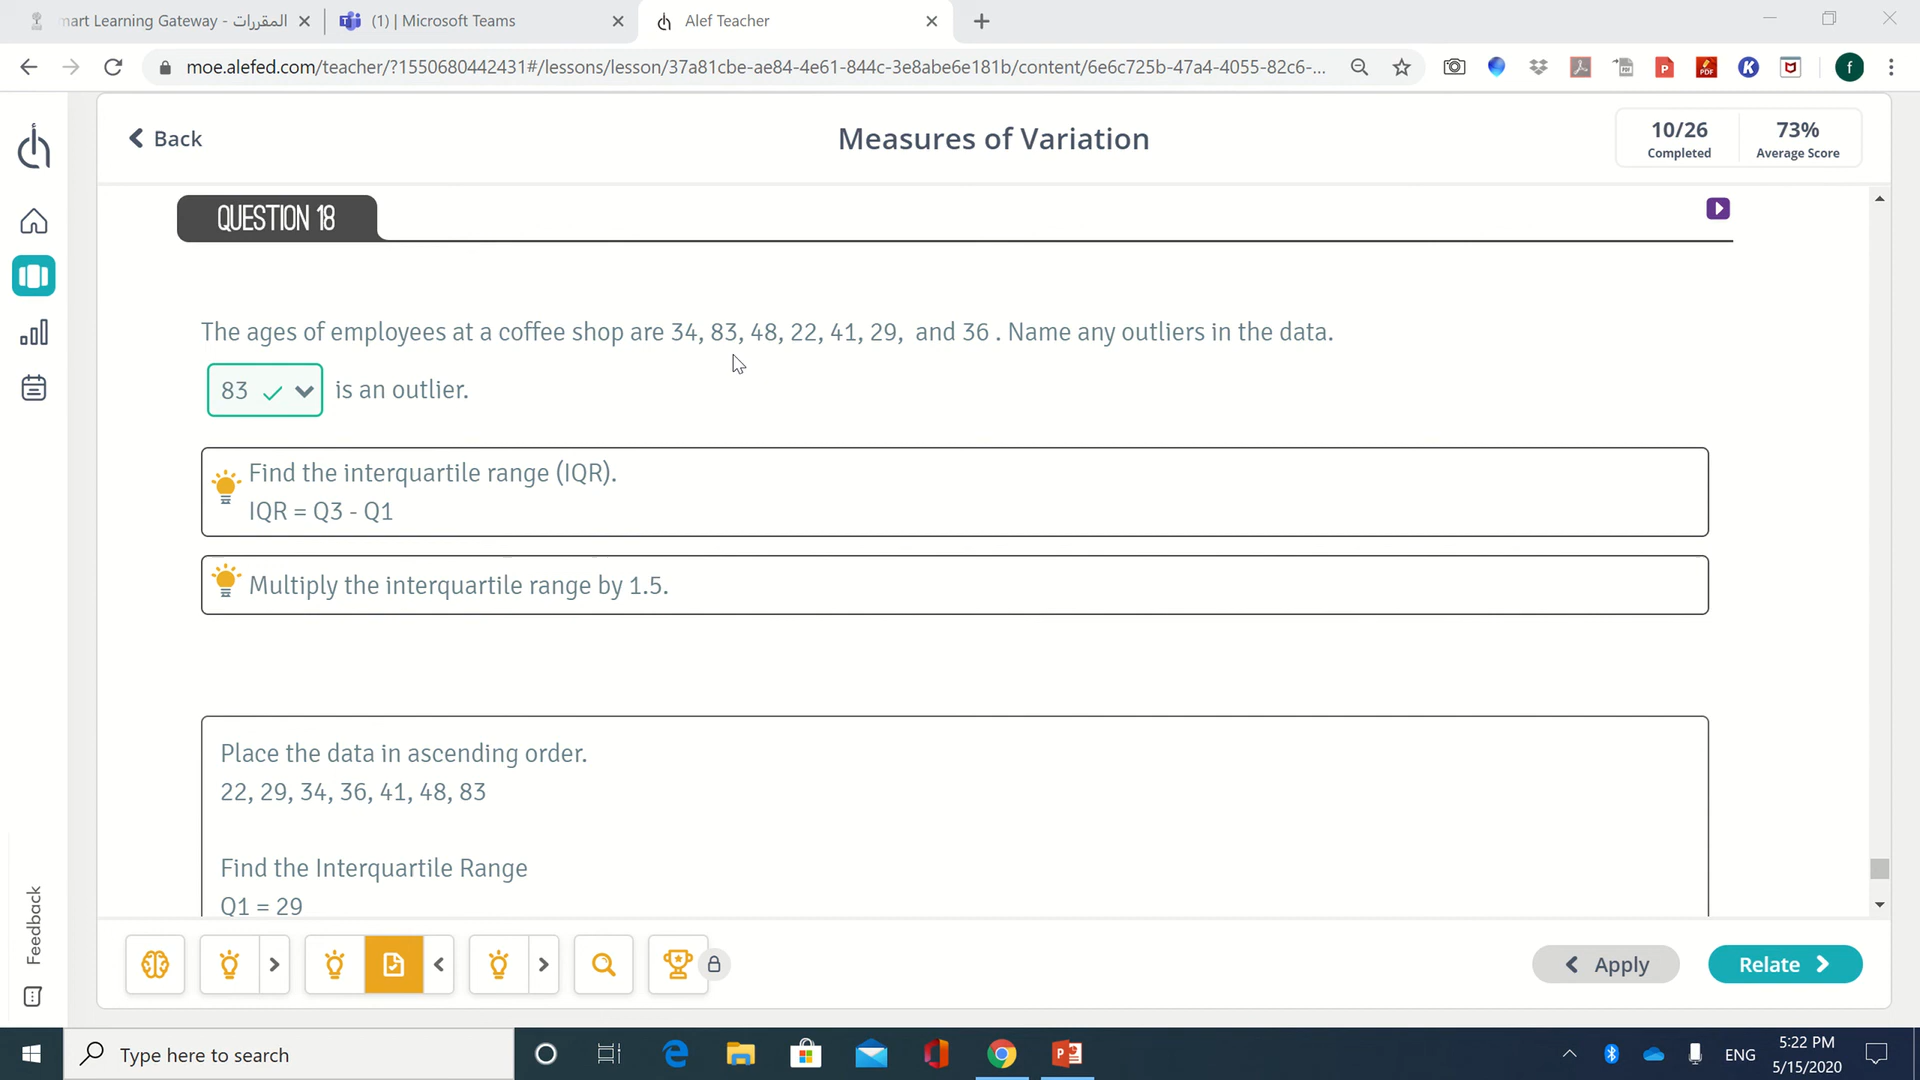 mart Learning Gateway - المقررات
(1) | Microsoft Teams
Alef Teacher
moe.alefed.com/teacher/?1550680442431#/lessons/lesson/37a81cbe-ae84-4e61-844c-3e8abe6e181b/content/6e6c725b-47a4-4055-82c6-...
Back
Measures of Variation
10/26
Completed
73%
Average Score
QUESTION 18
The ages of employees at a coffee shop are 34, 83, 48, 22, 41, 29, and 36 . Name any outliers in the data.
83 is an outlier.
Find the interquartile range (IQR).
IQR = Q3 - Q1
Multiply the interquartile range by 1.5.
Place the data in ascending order.
22, 29, 34, 36, 41, 48, 83
Find the Interquartile Range
Q1 = 29
Feedback
Apply
Relate
Type here to search
ENG
5:22 PM
5/15/2020